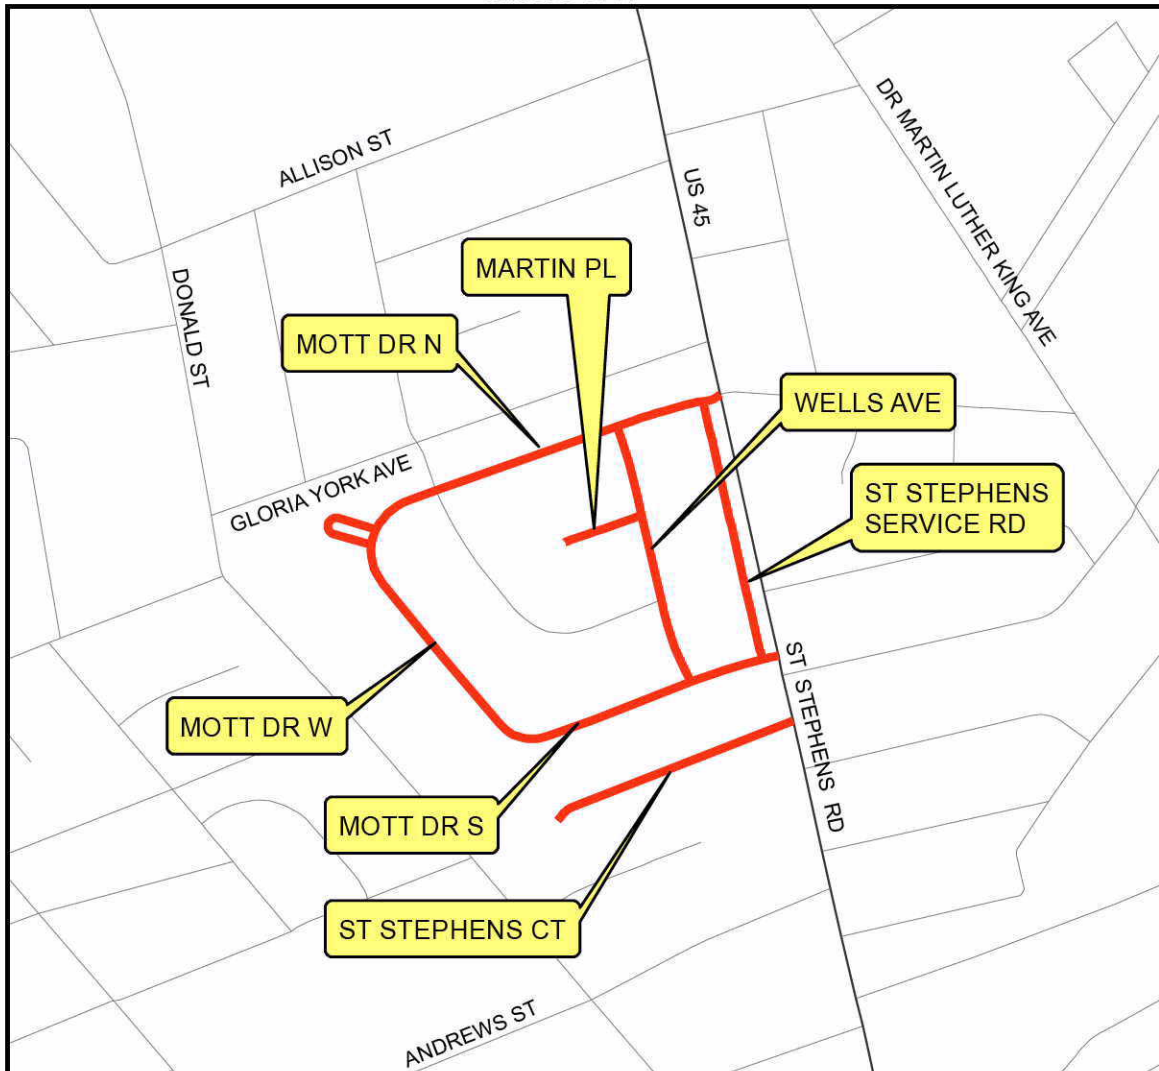 DR MARTIN LUTHER KING AVE
ALLISON ST
US 45
MARTIN PL
DONALD ST
MOTT DR N
WELLS AVE
GLORIA YORK AVE
ST STEPHENS
SERVICE RD
ST STEPHENS RD
MOTT DR W
MOTT DR S
ST STEPHENS CT
ANDREWS ST